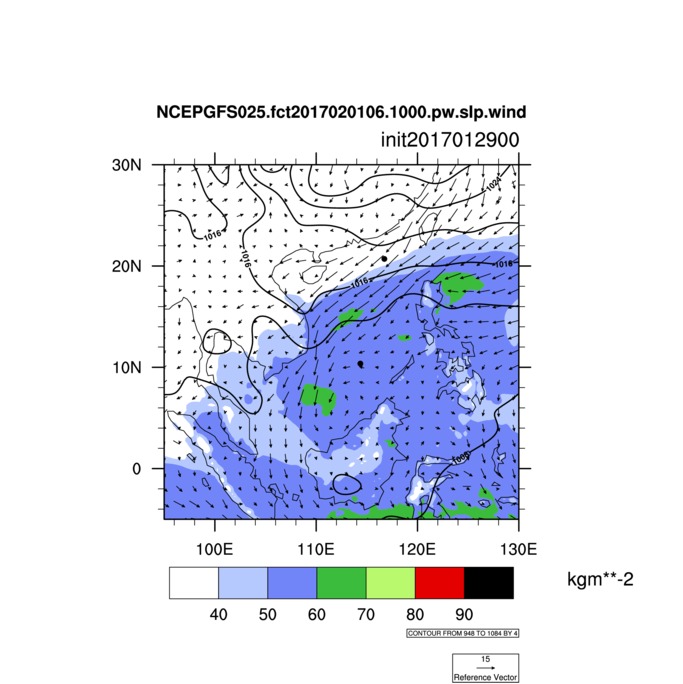 NCEPGFS025.fct2017020106.1000.pw.slp.wind
init2017012900
30N
1024
1016
1016
20N
1016
1016
10N
1008
0
100E 110E 120E 130E
kgm**-2
40 50 60 70 80 90
CONTOUR FROM 948 TO 1084 BY 4
15
Reference Vector